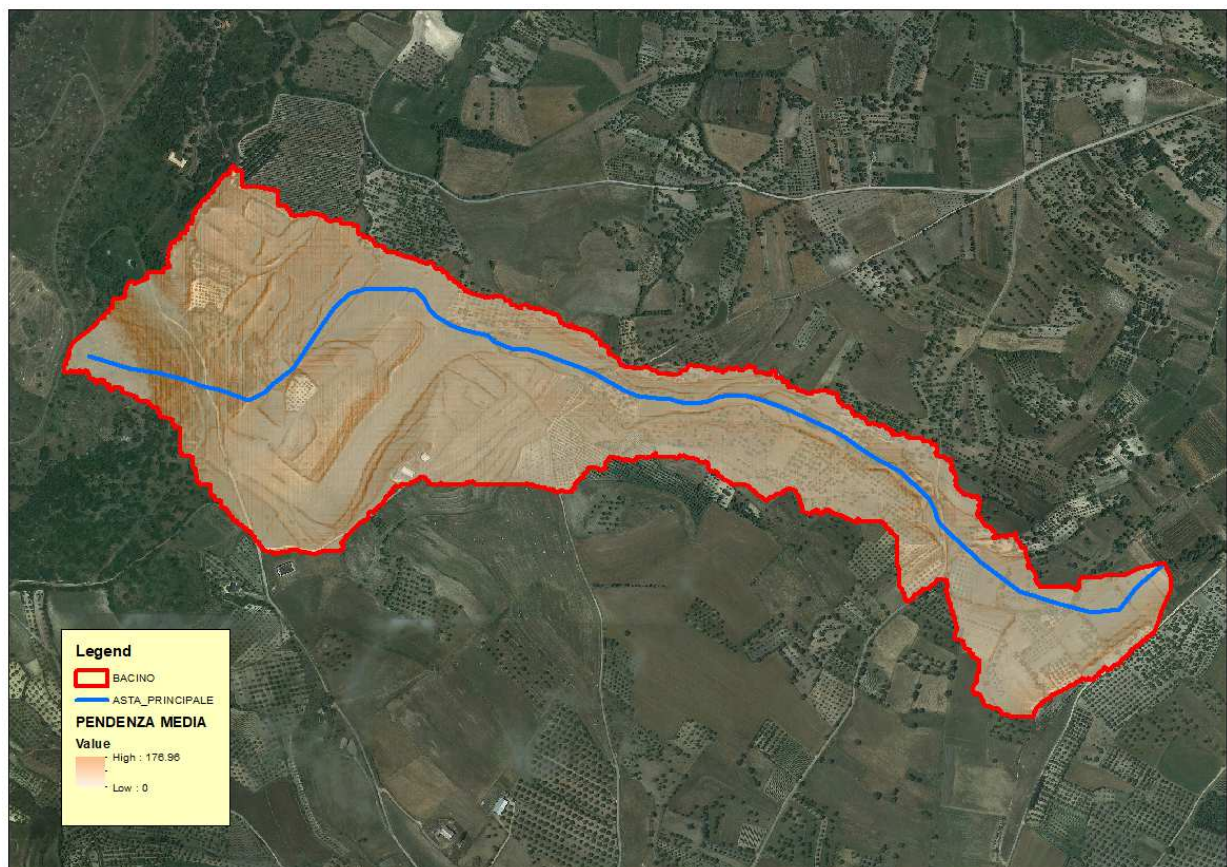 Legend
BACINO
ASTA_PRINCIPALE
PENDENZA MEDIA
Value
High : 176.96
Low : 0